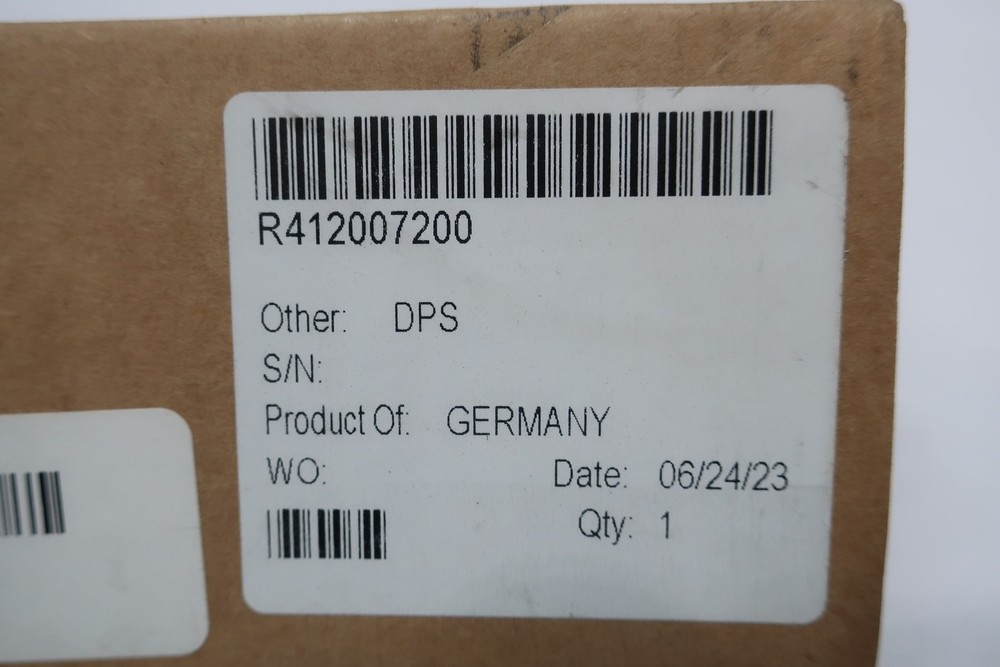 R412007200
Other: DPS
S/N:
Product Of: GERMANY
WO:
Date: 06/24/23
Qty: 1